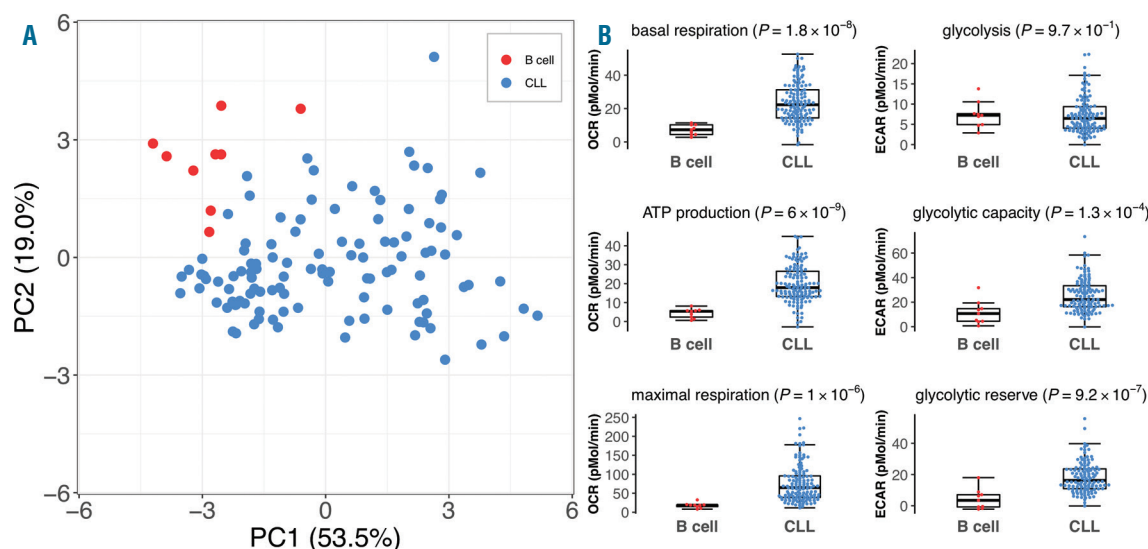 A
6
3
0
−3
−6
PC2 (19.0%)
B cell
CLL
−6
−3
0
3
6
PC1 (53.5%)
B
basal respiration (P = 1.8 × 10⁻⁸)
OCR (pMol/min)
40
20
0
B cell
CLL
glycolysis (P = 9.7 × 10⁻¹)
ECAR (pMol/min)
20
15
10
5
0
B cell
CLL
ATP production (P = 6 × 10⁻⁹)
OCR (pMol/min)
40
30
20
10
0
B cell
CLL
glycolytic capacity (P = 1.3 × 10⁻⁴)
ECAR (pMol/min)
60
40
20
0
B cell
CLL
maximal respiration (P = 1 × 10⁻⁶)
OCR (pMol/min)
250
200
150
100
50
0
B cell
CLL
glycolytic reserve (P = 9.2 × 10⁻⁷)
ECAR (pMol/min)
40
20
0
B cell
CLL